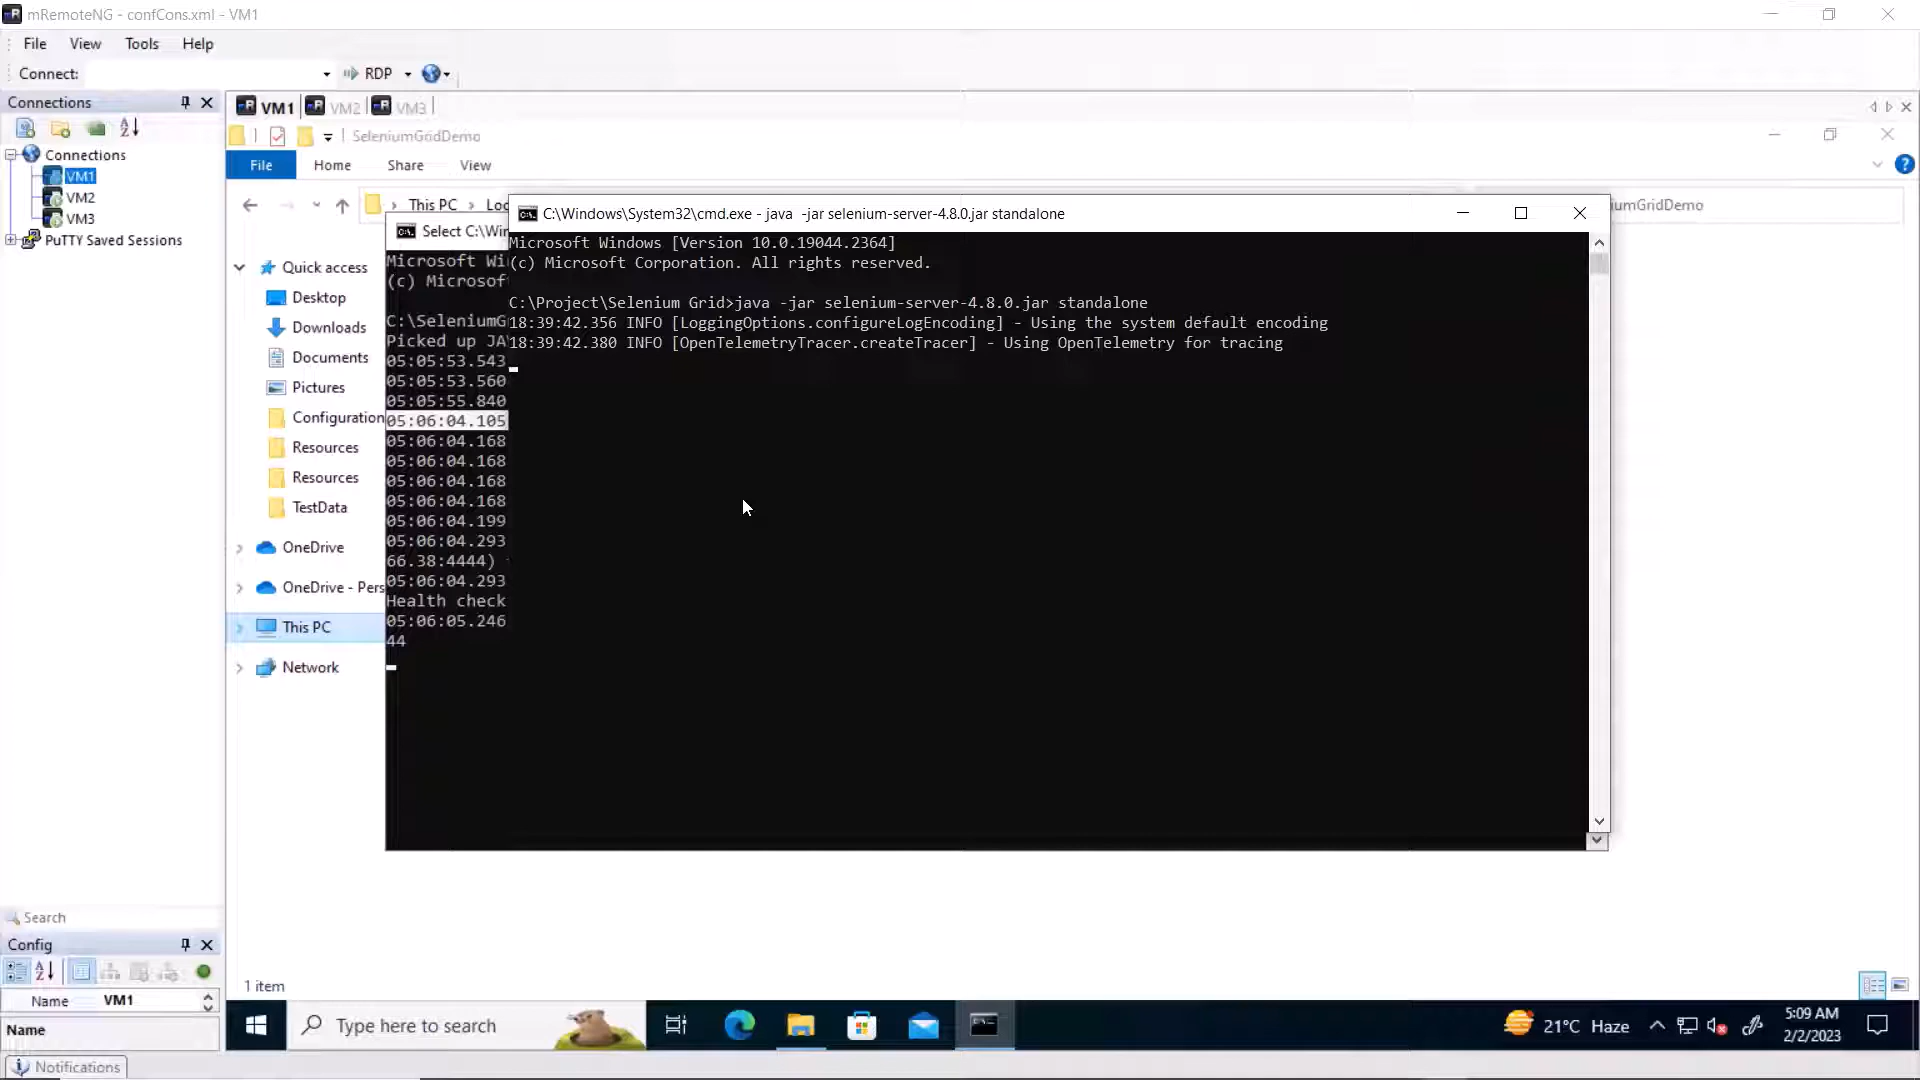 mRemoteNG - confCons.xml - VM1
File View Tools Help
Connect: RDP
Connections
VM1 VM2 VM3
SeleniumGridDemo
File Home Share View
Connections
VM1
VM2
VM3
PuTTY Saved Sessions
This PC
umGridDemo
Quick access
Desktop
Downloads
Documents
Pictures
Configuration
Resources
Resources
TestData
OneDrive
OneDrive - Pers
This PC
Network
1 item
Select C:\Wi
Microsoft Wi
(c) Microsof
C:\SeleniumG
Picked up JA
05:05:53.543
05:05:53.560
05:05:55.840
05:06:04.105
05:06:04.168
05:06:04.168
05:06:04.168
05:06:04.168
05:06:04.199
05:06:04.293
66.38:4444)
05:06:04.293
Health check
05:06:05.246
44
C:\Windows\System32\cmd.exe - java -jar selenium-server-4.8.0.jar standalone
Microsoft Windows [Version 10.0.19044.2364]
(c) Microsoft Corporation. All rights reserved.
C:\Project\Selenium Grid>java -jar selenium-server-4.8.0.jar standalone
18:39:42.356 INFO [LoggingOptions.configureLogEncoding] - Using the system default encoding
18:39:42.380 INFO [OpenTelemetryTracer.createTracer] - Using OpenTelemetry for tracing
Search
Config
Name VM1
Name
Notifications
Type here to search
21°C Haze
5:09 AM
2/2/2023